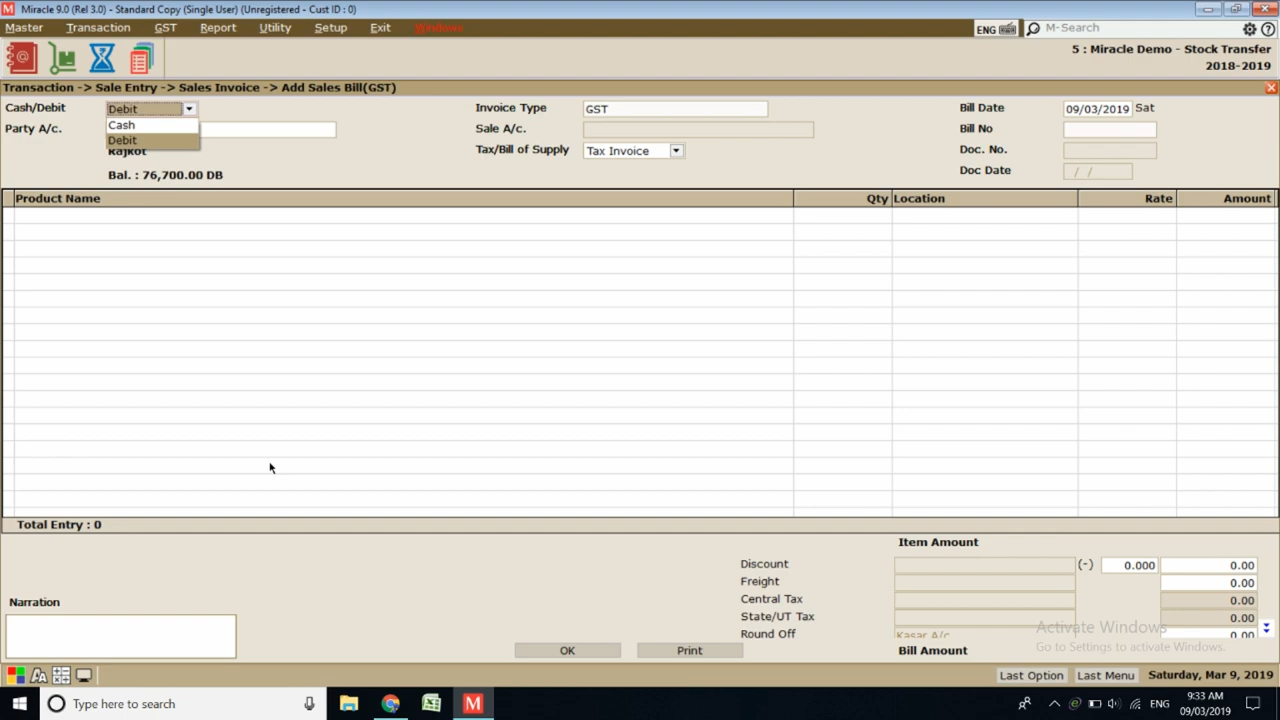 Miracle 9.0 (Rel 3.0) - Standard Copy (Single User) (Unregistered - Cust ID : 0)
Master Transaction GST Report Utility Setup Exit Windows ENG M-Search
5 : Miracle Demo - Stock Transfer
2018-2019
Transaction -> Sale Entry -> Sales Invoice -> Add Sales Bill(GST)
Cash/Debit Debit Invoice Type GST Bill Date 09/03/2019 Sat
Cash
Party A/c. Sale A/c. Bill No
Debit
Rajkot Tax/Bill of Supply Tax Invoice Doc. No.
Bal. : 76,700.00 DB Doc Date / /
Product Name Qty Location Rate Amount
Total Entry : 0
Item Amount
Discount (-) 0.000 0.00
Freight 0.00
Central Tax 0.00
Narration
State/UT Tax 0.00
Round Off Kasar A/c 0.00
Activate Windows
Go to Settings to activate Windows.
OK Print Bill Amount
Last Option Last Menu Saturday, Mar 9, 2019
Type here to search
ENG 9:33 AM
09/03/2019